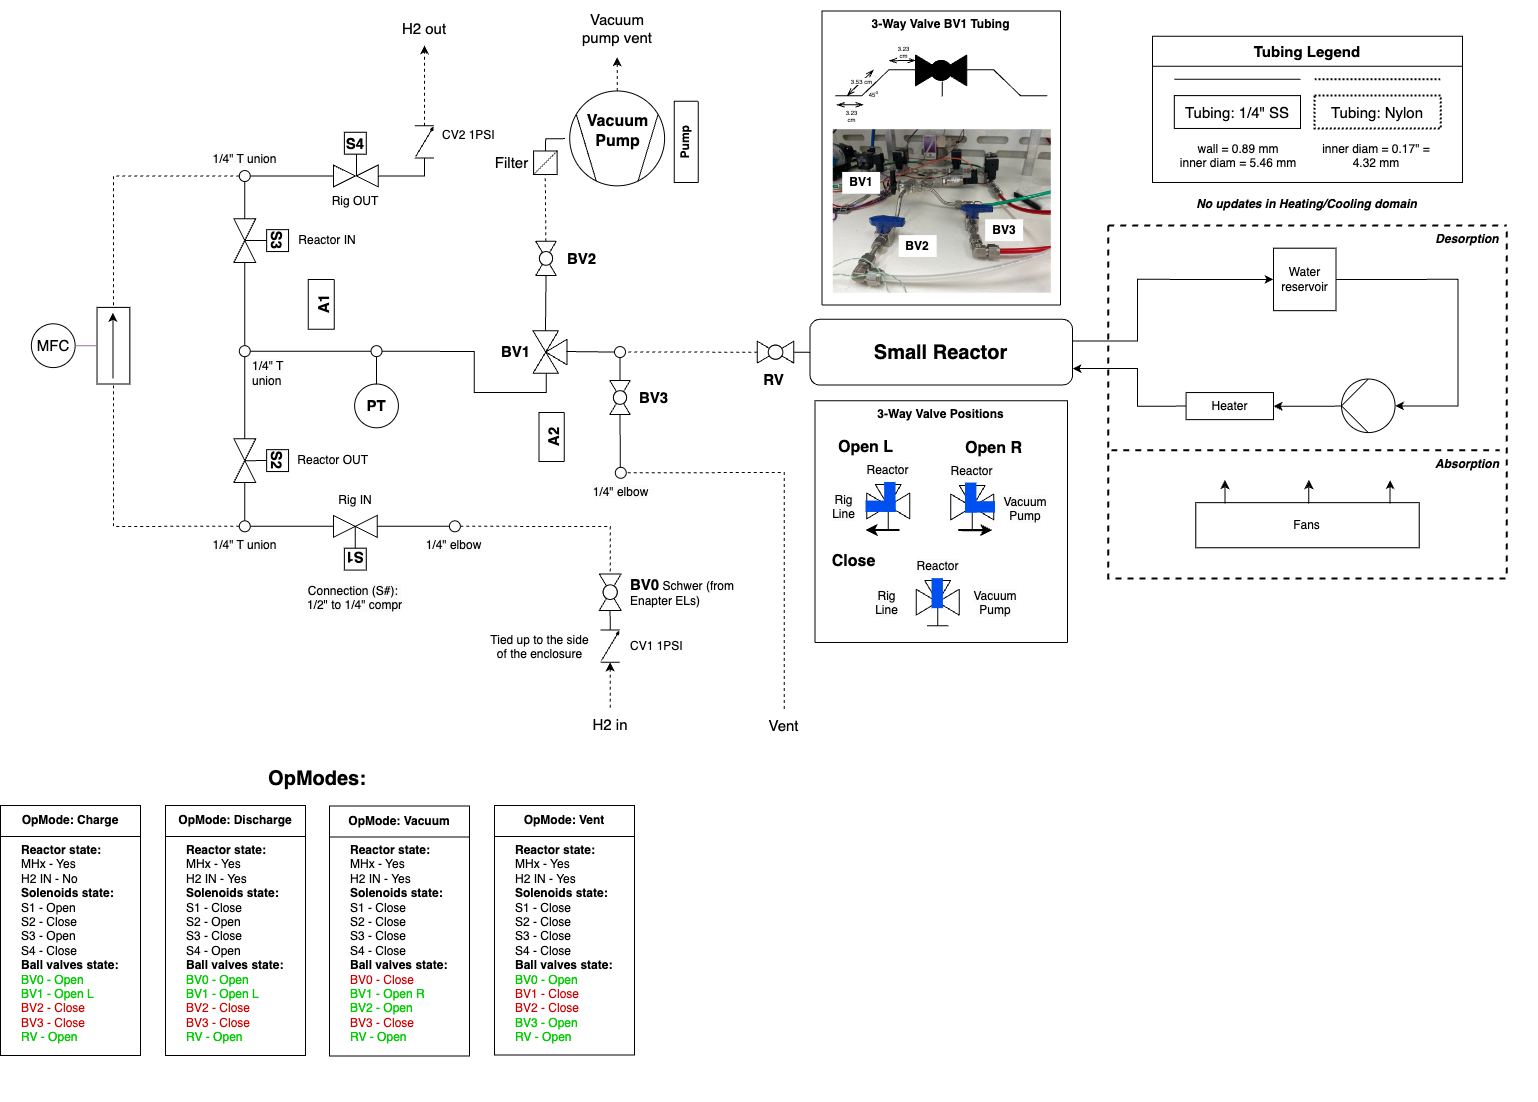 H2 out
Vacuum
pump vent
3-Way Valve BV1 Tubing
3.23
cm
3.53 cm
45°
3.23
cm
BV1
BV2
BV3
Tubing Legend
Tubing: 1/4" SS
Tubing: Nylon
wall = 0.89 mm
inner diam = 5.46 mm
inner diam = 0.17" =
4.32 mm
No updates in Heating/Cooling domain
CV2 1PSI
S4
1/4" T union
Rig OUT
Vacuum
Pump
Pump
Filter
S3
Reactor IN
BV2
A1
MFC
1/4" T
union
PT
BV1
BV3
A2
1/4" elbow
RV
Small Reactor
Desorption
Water
reservoir
Heater
Absorption
Fans
S2
Reactor OUT
Rig IN
1/4" T union
S1
1/4" elbow
Connection (S#):
1/2" to 1/4" compr
BV0 Schwer (from
Enapter ELs)
Tied up to the side
of the enclosure
CV1 1PSI
H2 in
Vent
3-Way Valve Positions
Open L
Reactor
Rig
Line
Open R
Reactor
Vacuum
Pump
Close
Reactor
Rig
Line
Vacuum
Pump
OpModes:
OpMode: Charge
Reactor state:
MHx - Yes
H2 IN - No
Solenoids state:
S1 - Open
S2 - Close
S3 - Open
S4 - Close
Ball valves state:
BV0 - Open
BV1 - Open L
BV2 - Close
BV3 - Close
RV - Open
OpMode: Discharge
Reactor state:
MHx - Yes
H2 IN - Yes
Solenoids state:
S1 - Close
S2 - Open
S3 - Close
S4 - Open
Ball valves state:
BV0 - Open
BV1 - Open L
BV2 - Close
BV3 - Close
RV - Open
OpMode: Vacuum
Reactor state:
MHx - Yes
H2 IN - Yes
Solenoids state:
S1 - Close
S2 - Close
S3 - Close
S4 - Close
Ball valves state:
BV0 - Close
BV1 - Open R
BV2 - Open
BV3 - Close
RV - Open
OpMode: Vent
Reactor state:
MHx - Yes
H2 IN - Yes
Solenoids state:
S1 - Close
S2 - Close
S3 - Close
S4 - Close
Ball valves state:
BV0 - Open
BV1 - Close
BV2 - Close
BV3 - Open
RV - Open